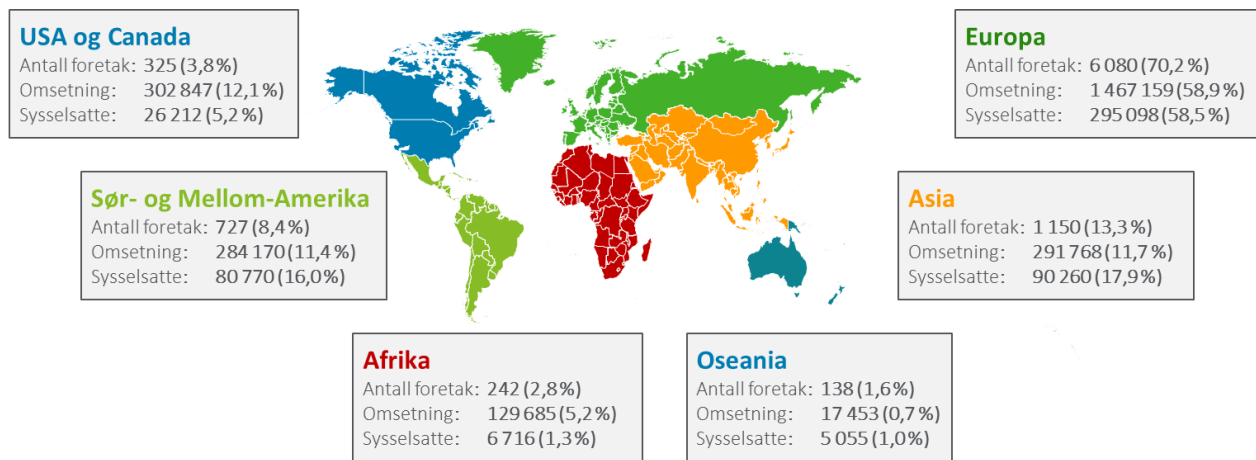 USA og Canada
Antall foretak: 325 (3,8%)
Omsetning: 302 847 (12,1%)
Sysselsatte: 26 212 (5,2%)
Europa
Antall foretak: 6 080 (70,2%)
Omsetning: 1 467 159 (58,9%)
Sysselsatte: 295 098 (58,5%)
Sør- og Mellom-Amerika
Antall foretak: 727 (8,4%)
Omsetning: 284 170 (11,4%)
Sysselsatte: 80 770 (16,0%)
Asia
Antall foretak: 1 150 (13,3%)
Omsetning: 291 768 (11,7%)
Sysselsatte: 90 260 (17,9%)
Afrika
Antall foretak: 242 (2,8%)
Omsetning: 129 685 (5,2%)
Sysselsatte: 6 716 (1,3%)
Oseania
Antall foretak: 138 (1,6%)
Omsetning: 17 453 (0,7%)
Sysselsatte: 5 055 (1,0%)